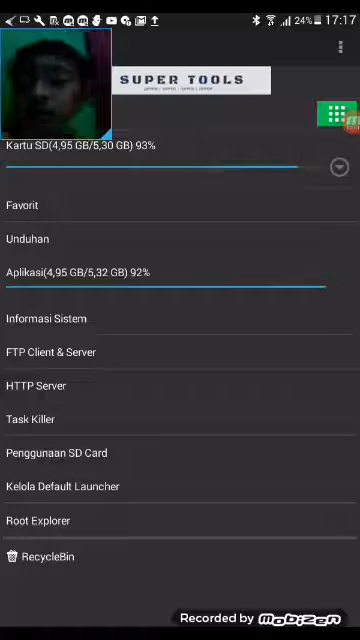 24% 17:17
SUPER TOOLS
Kartu SD(4,95 GB/5,30 GB) 93%
Favorit
Unduhan
Aplikasi(4,95 GB/5,32 GB) 92%
Informasi Sistem
FTP Client & Server
HTTP Server
Task Killer
Penggunaan SD Card
Kelola Default Launcher
Root Explorer
RecycleBin
Recorded by mobizen